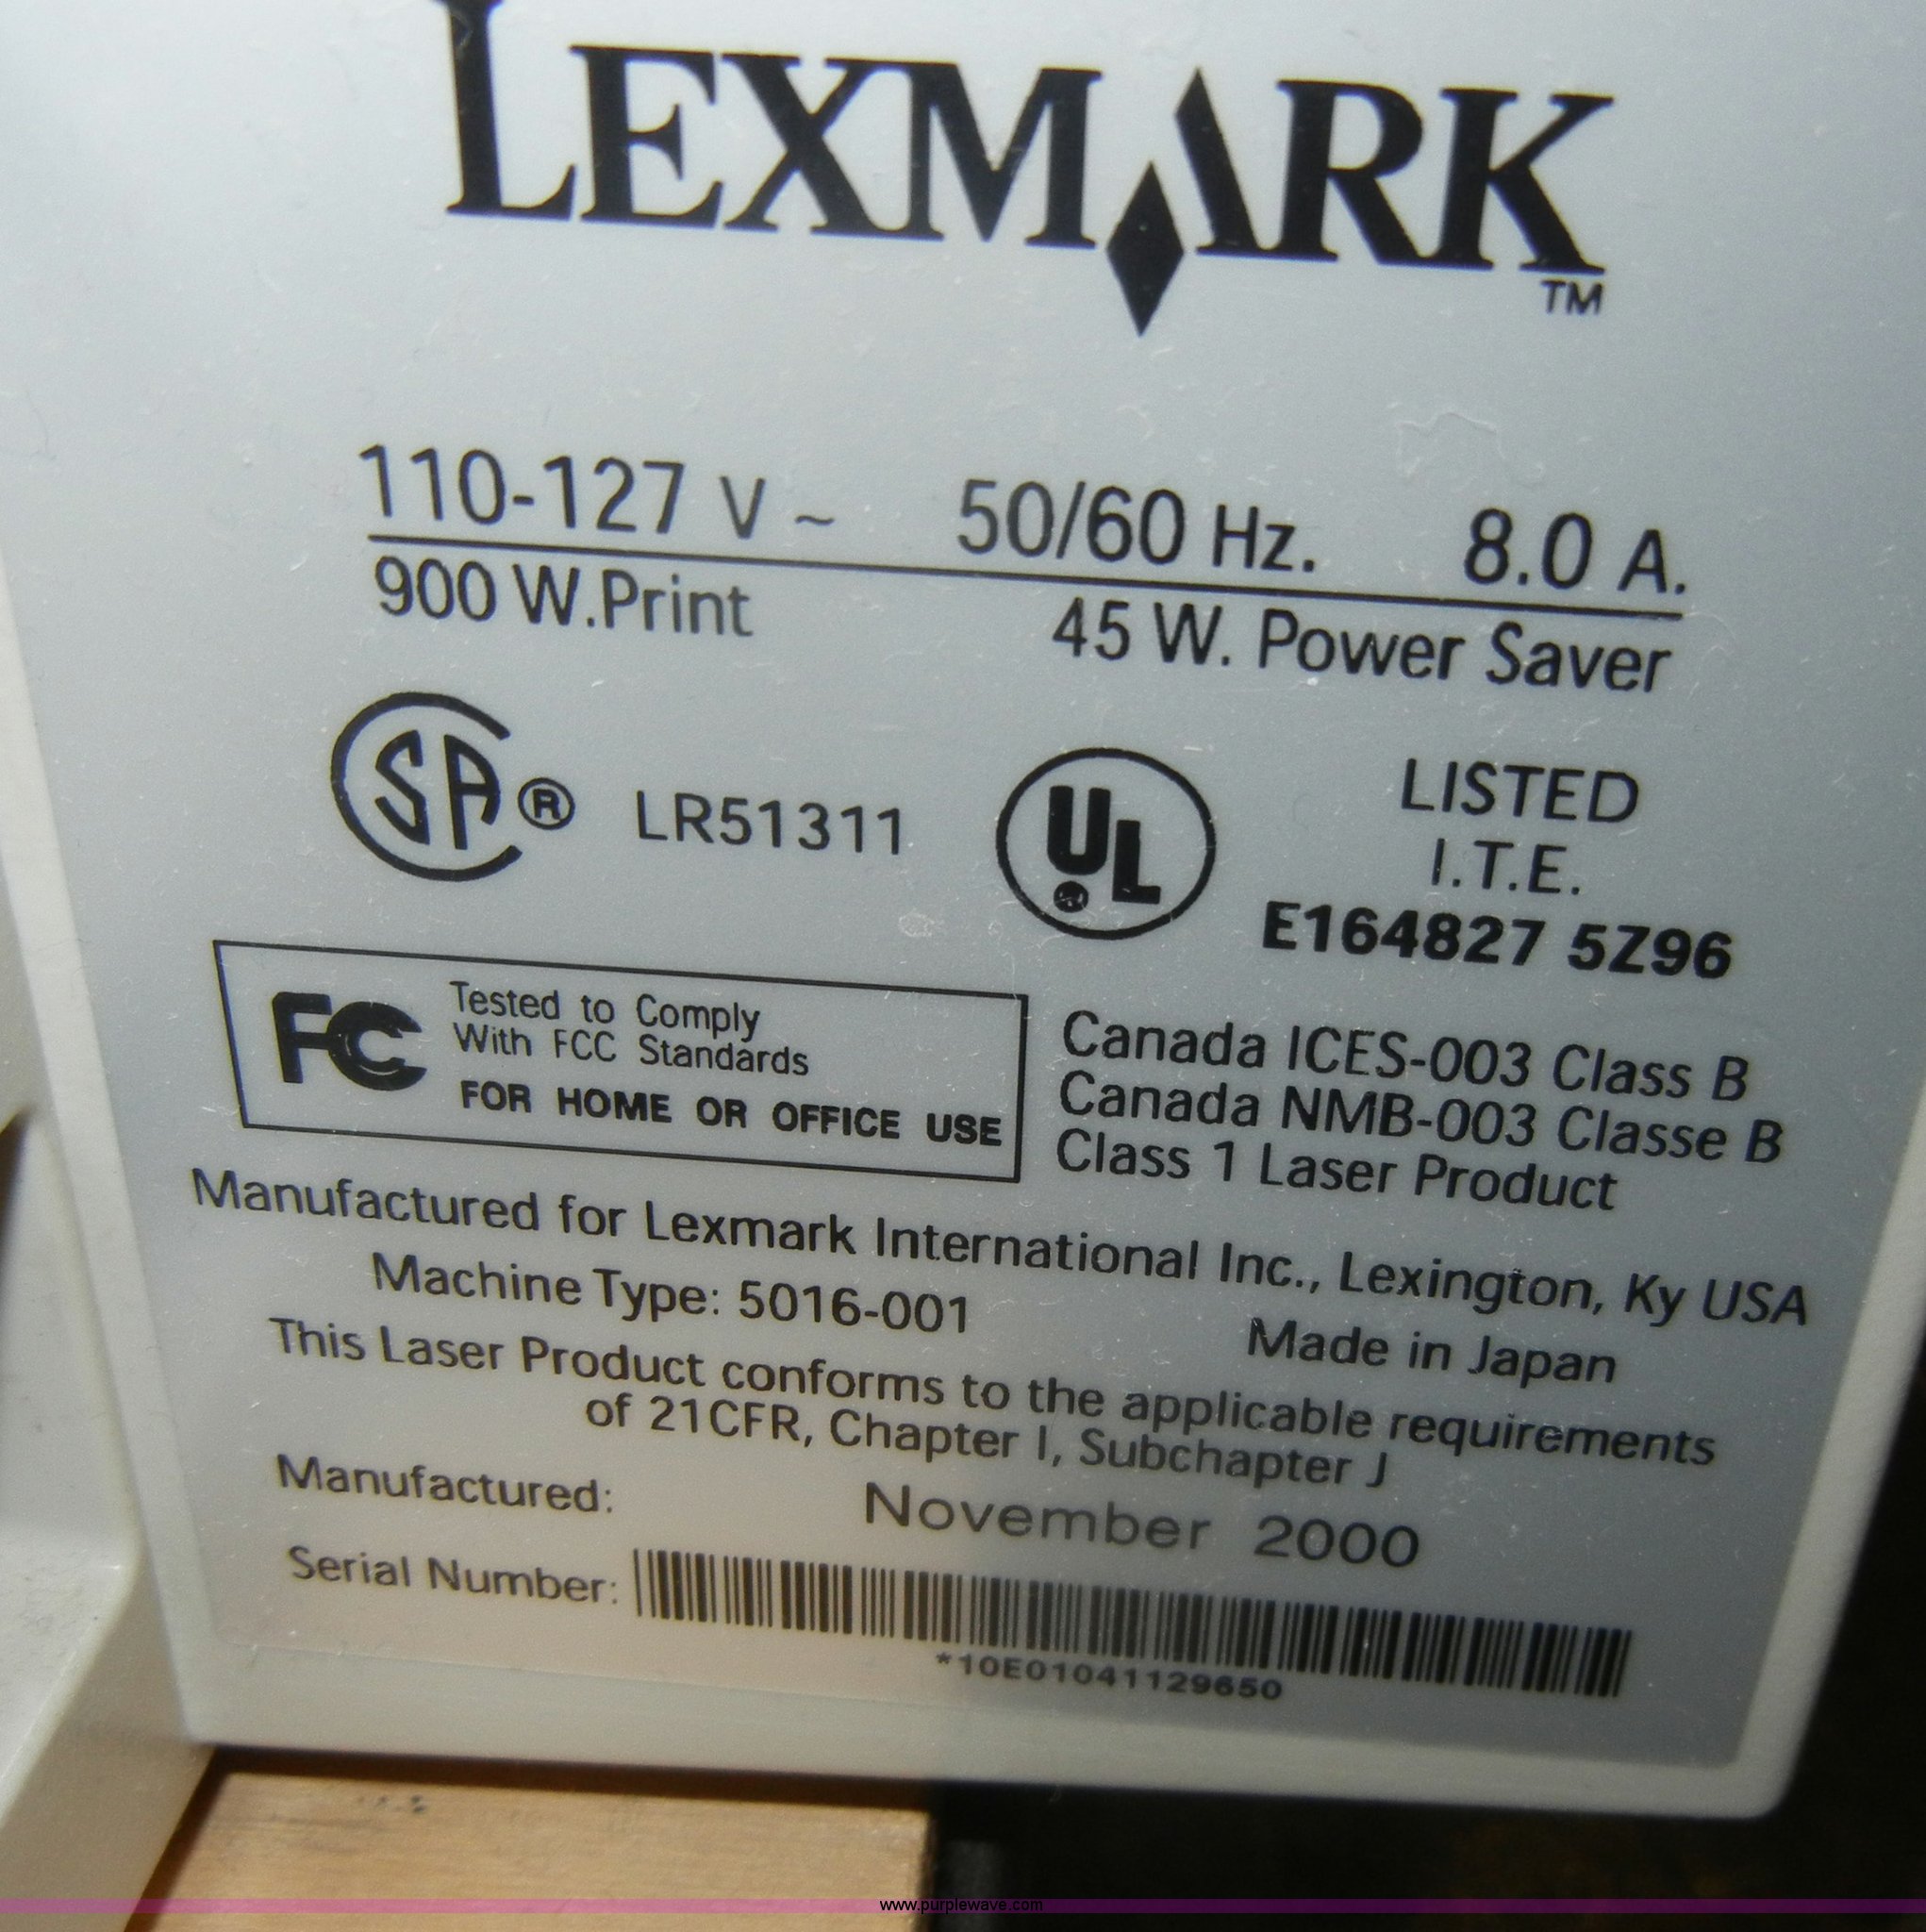 LEXMARK
TM
110-127 V ~ 50/60 Hz. 8.0 A.
900 W.Print 45 W. Power Saver
SA ® LR51311
UL
LISTED
I.T.E.
E164827 5Z96
FC
Tested to Comply
With FCC Standards
FOR HOME OR OFFICE USE
Canada ICES-003 Class B
Canada NMB-003 Classe B
Class 1 Laser Product
Manufactured for Lexmark International Inc., Lexington, Ky USA
Machine Type: 5016-001 Made in Japan
This Laser Product conforms to the applicable requirements
of 21CFR, Chapter I, Subchapter J
Manufactured: November 2000
Serial Number:
*10E01041129650
www.purplewave.com